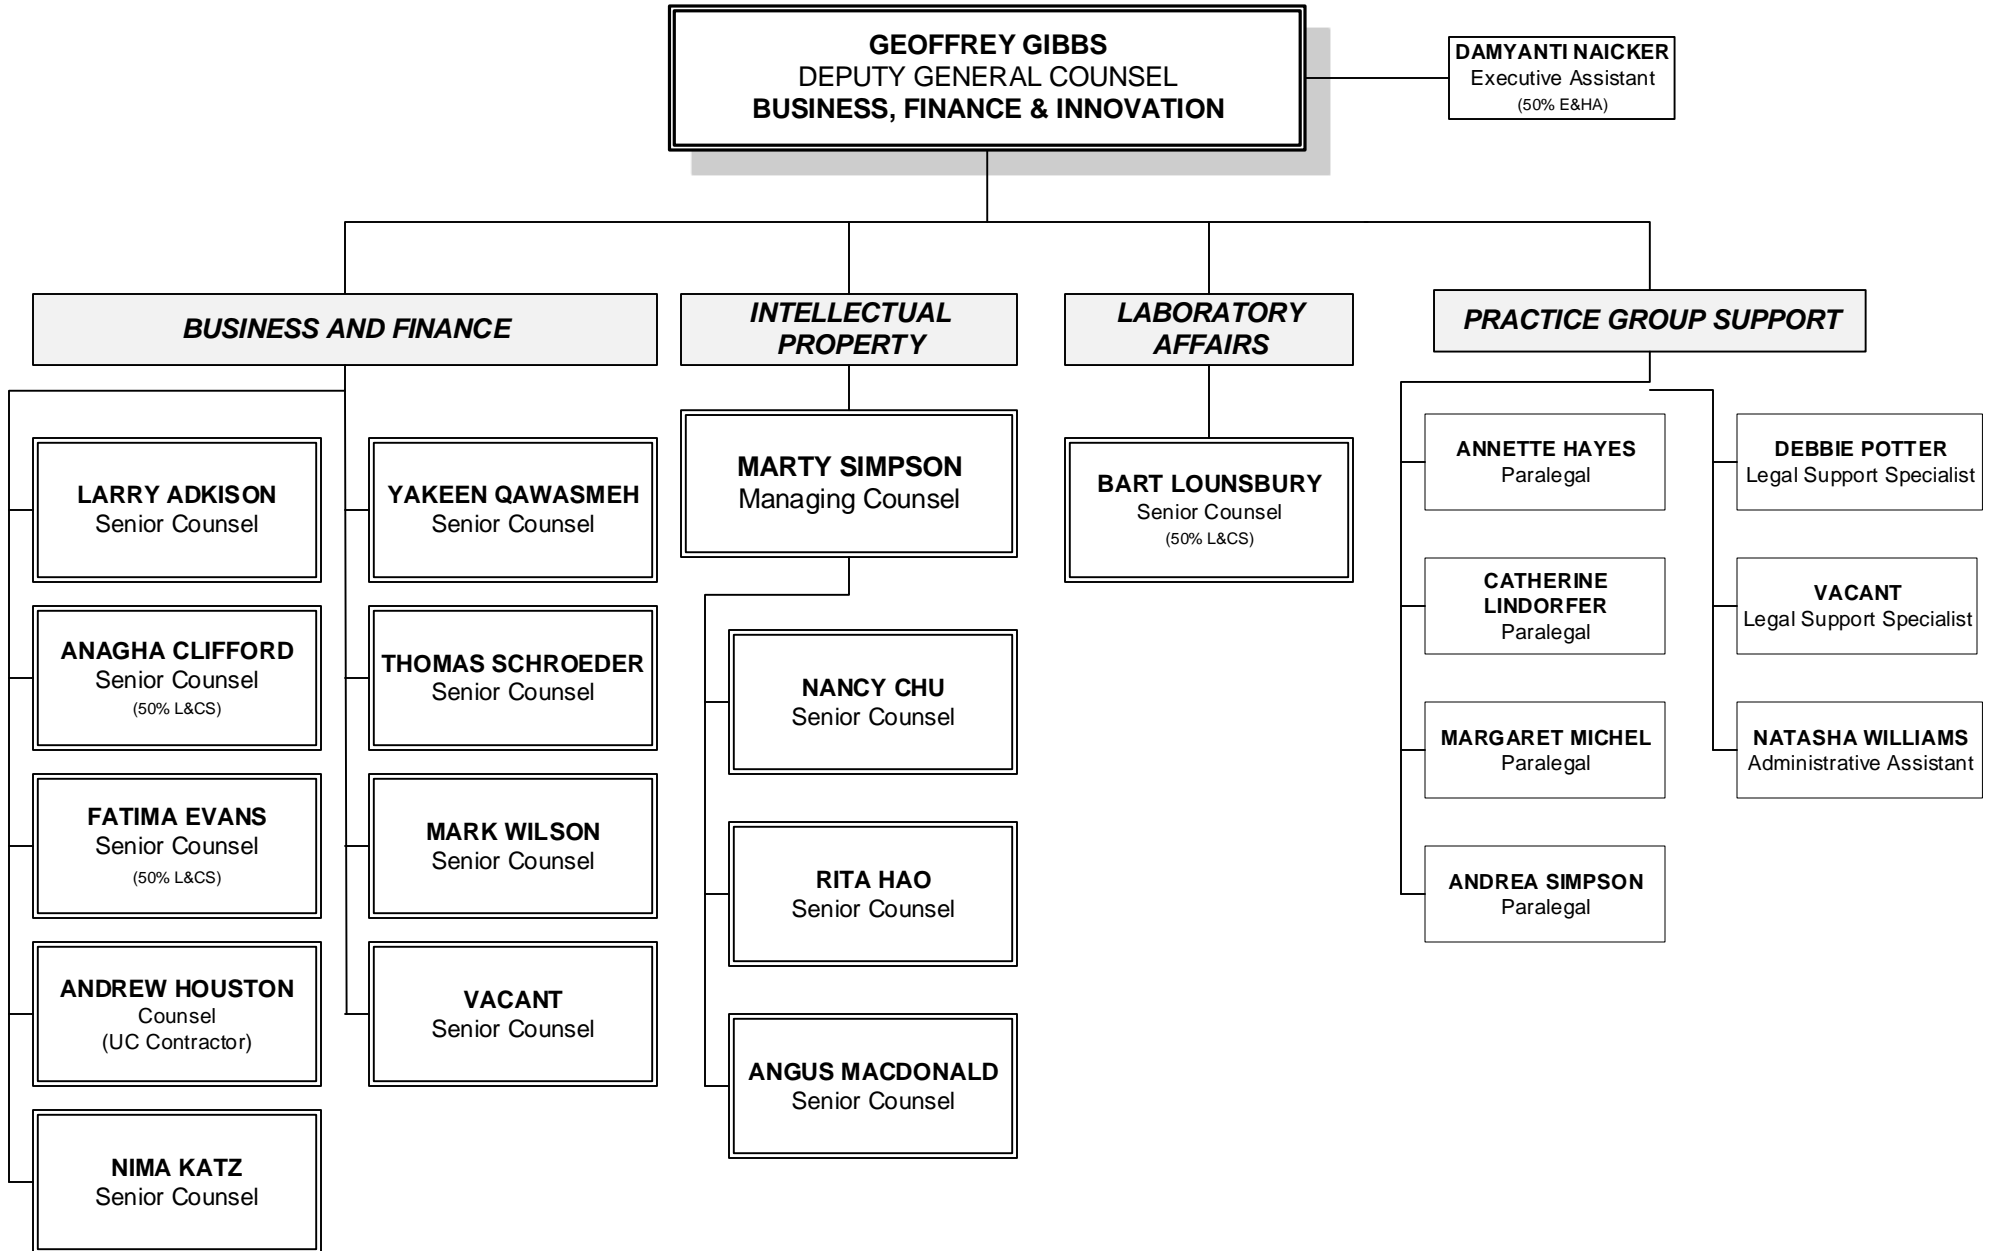 GEOFFREY GIBBS
DEPUTY GENERAL COUNSEL
BUSINESS, FINANCE & INNOVATION
DAMYANTI NAICKER
Executive Assistant
(50% E&HA)
BUSINESS AND FINANCE
LARRY ADKISON
Senior Counsel
ANAGHA CLIFFORD
Senior Counsel
(50% L&CS)
FATIMA EVANS
Senior Counsel
(50% L&CS)
ANDREW HOUSTON
Counsel
(UC Contractor)
NIMA KATZ
Senior Counsel
YAKEEN QAWASMEH
Senior Counsel
THOMAS SCHROEDER
Senior Counsel
MARK WILSON
Senior Counsel
VACANT
Senior Counsel
INTELLECTUAL
PROPERTY
MARTY SIMPSON
Managing Counsel
NANCY CHU
Senior Counsel
RITA HAO
Senior Counsel
ANGUS MACDONALD
Senior Counsel
LABORATORY
AFFAIRS
BART LOUNSBURY
Senior Counsel
(50% L&CS)
PRACTICE GROUP SUPPORT
ANNETTE HAYES
Paralegal
CATHERINE
LINDORFER
Paralegal
MARGARET MICHEL
Paralegal
ANDREA SIMPSON
Paralegal
DEBBIE POTTER
Legal Support Specialist
VACANT
Legal Support Specialist
NATASHA WILLIAMS
Administrative Assistant